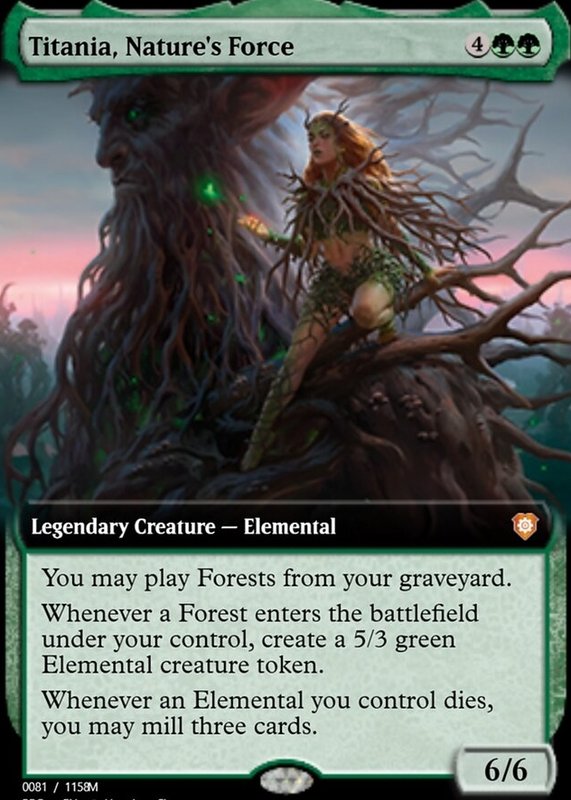 Titania, Nature's Force
4
Legendary Creature — Elemental
You may play Forests from your graveyard.
Whenever a Forest enters the battlefield
under your control, create a 5/3 green
Elemental creature token.
Whenever an Elemental you control dies,
you may mill three cards.
6/6
0081 / 1158M